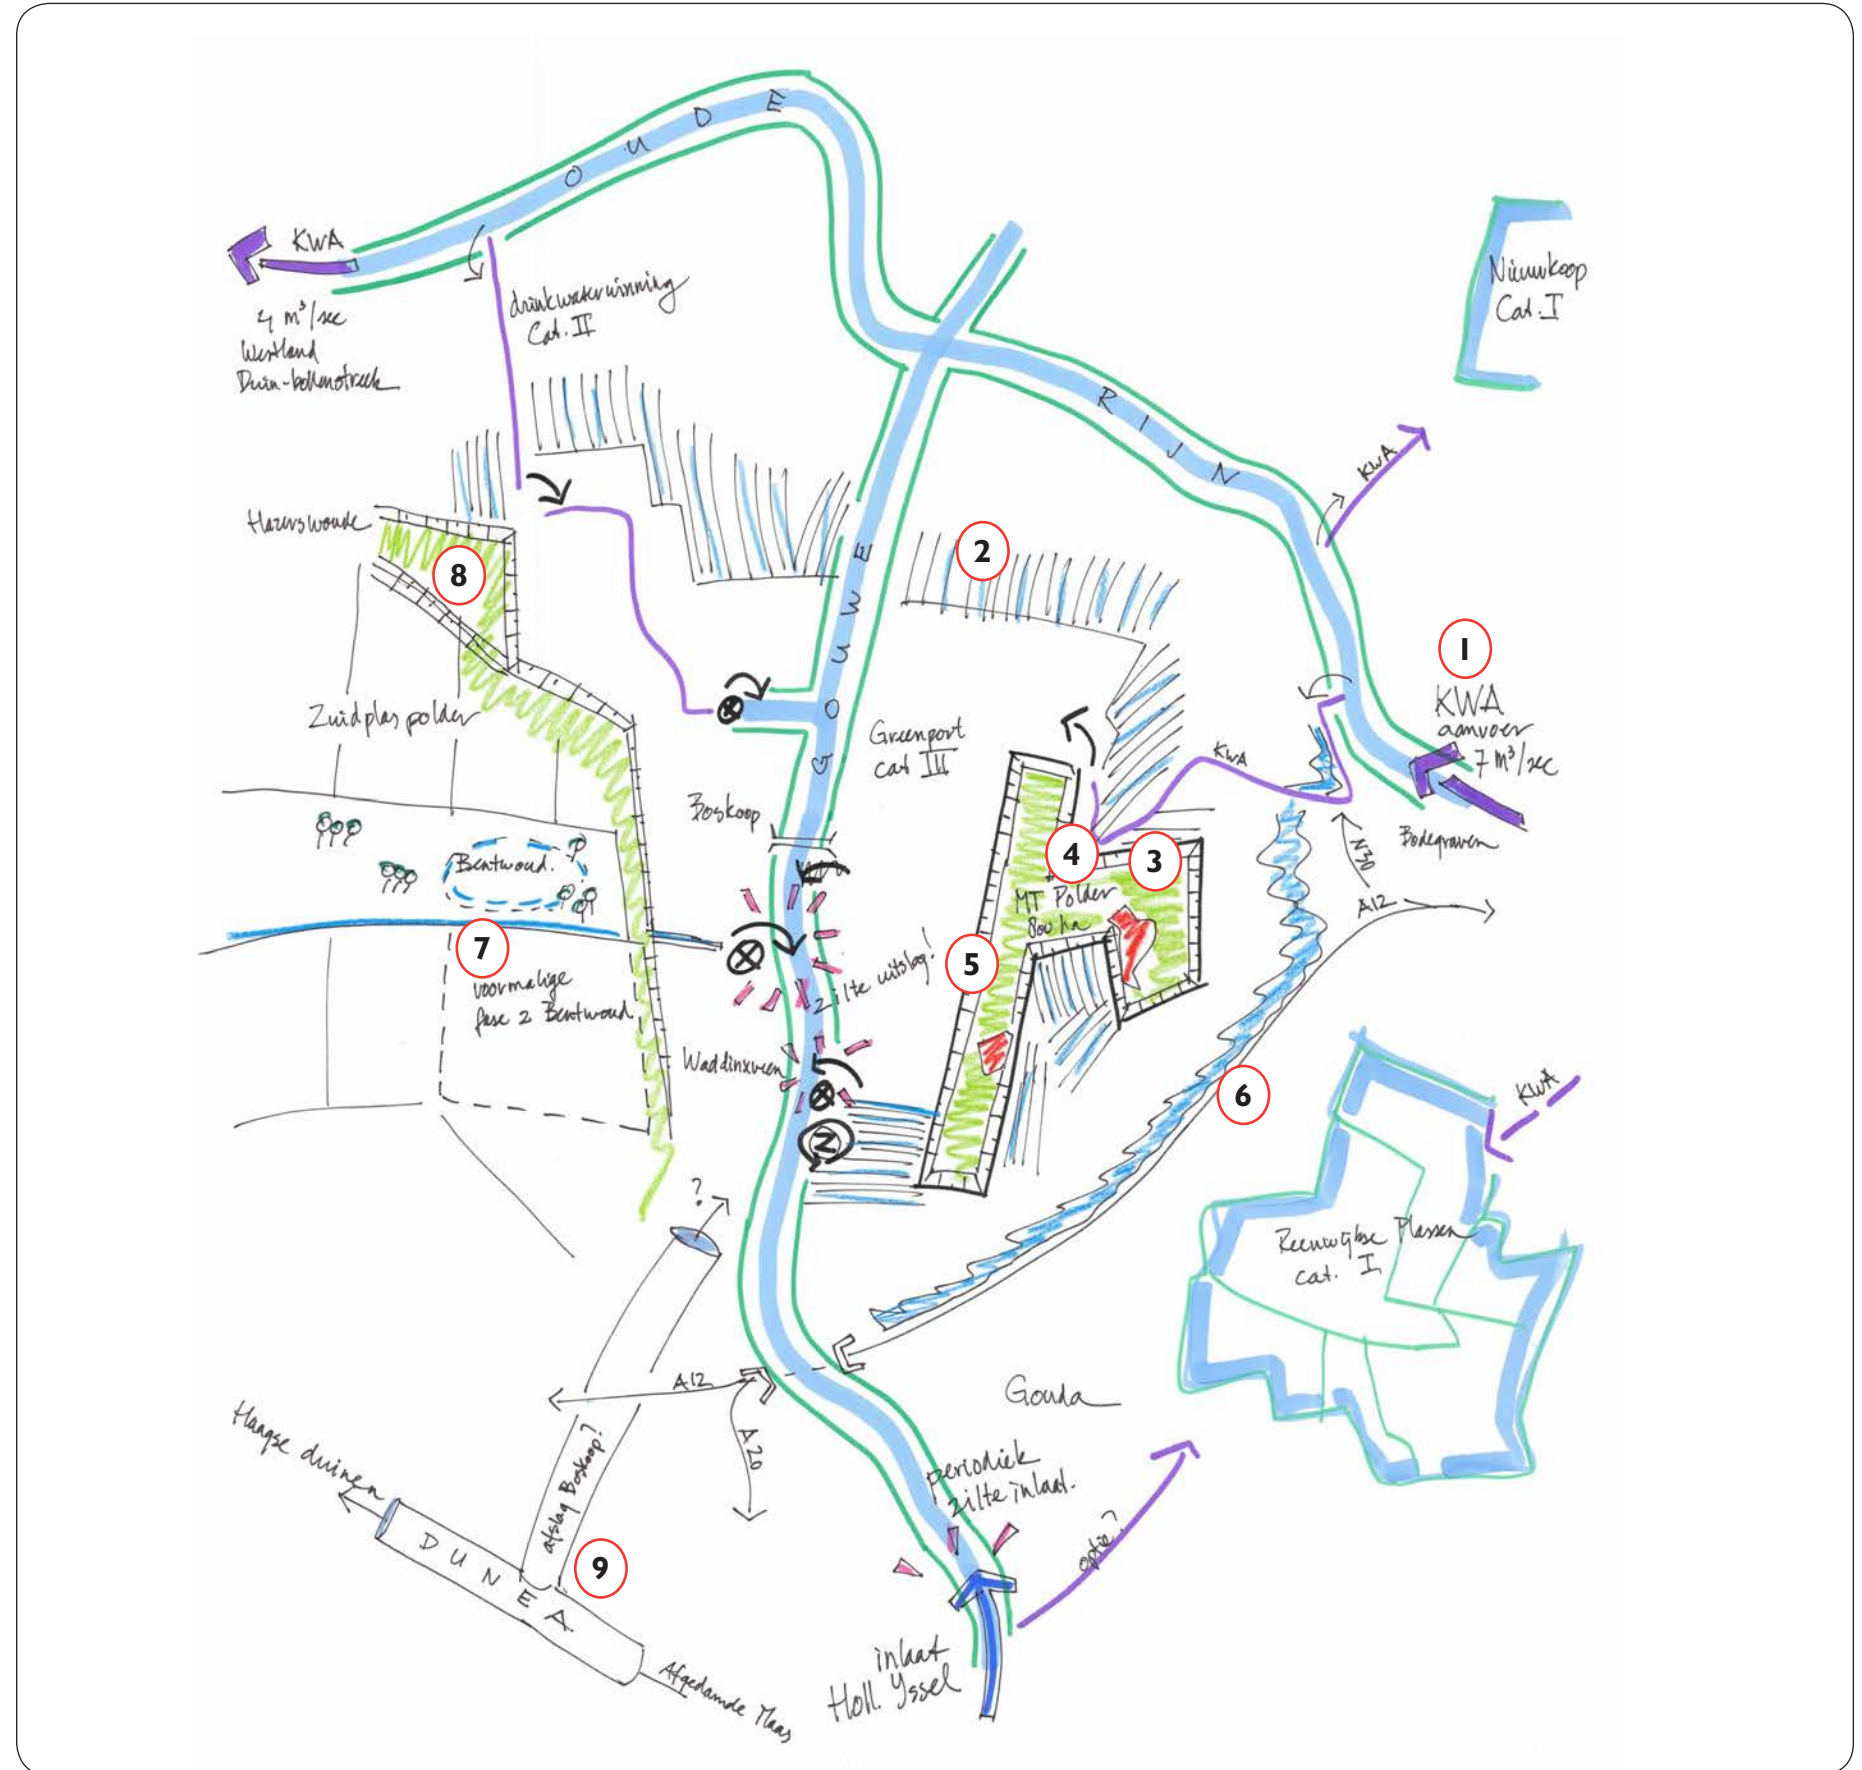 OUDE
KWA
4 m³/sec
Westland
Duin-bollenstreek
drinkwaterwinning
Cat. II
Nieuwkoop
Cat. I
RIJN
KWA
Hazerswoude
8
2
GOUWE
1
KWA
aanvoer
7 m³/sec
Zuidplaspolder
Greenport
cat III
KWA
Boskoop
Bodegraven
N30
A12
Bentwoud.
4
3
MT Polder
800 ha
7
voormalige
fase 2 Bentwoud
5
zilte uitslag!
Waddinxveen
6
N
KWA
?
Reeuwijkse Plassen
cat. I
A12
A20
Gouda
Haagse duinen
afslag Boskoop?
periodiek
zilte inlaat.
optie?
DUNEA
9
inlaat
Holl. Yssel
Afgedamde Maas